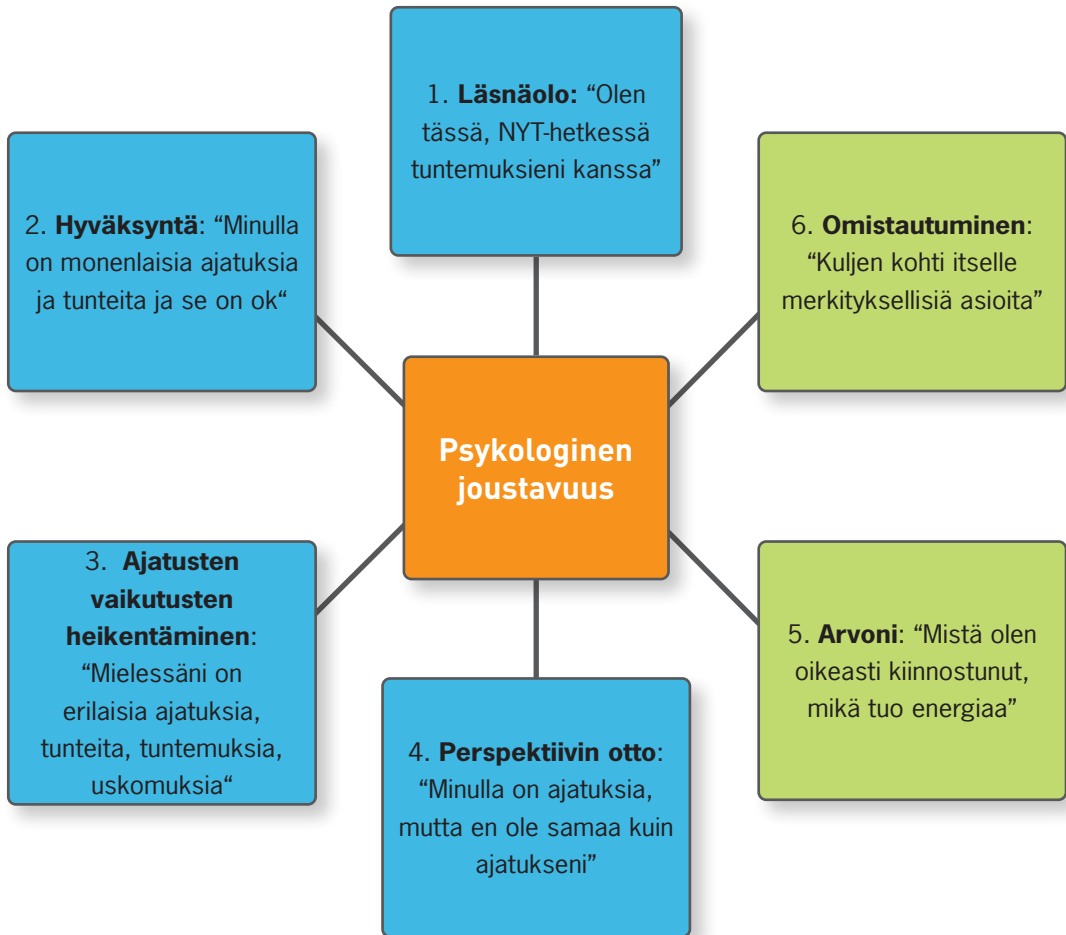 1. Läsnäolo: “Olen
tässä, NYT-hetkessä
tuntemuksieni kanssa”
2. Hyväksyntä: “Minulla
on monenlaisia ajatuksia
ja tunteita ja se on ok“
6. Omistautuminen:
“Kuljen kohti itselle
merkityksellisiä asioita”
Psykologinen
joustavuus
3. Ajatusten
vaikutusten
heikentäminen:
“Mielessäni on
erilaisia ajatuksia,
tunteita, tuntemuksia,
uskomuksia“
4. Perspektiivin otto:
“Minulla on ajatuksia,
mutta en ole samaa kuin
ajatukseni”
5. Arvoni: “Mistä olen
oikeasti kiinnostunut,
mikä tuo energiaa”